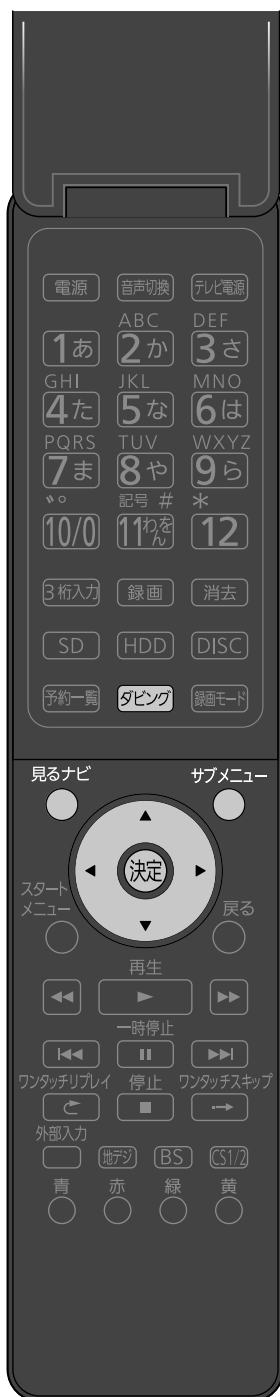 電源 音声切換 テレビ電源
ABC DEF
1あ 2か 3さ
GHI JKL MNO
4た 5な 6は
PQRS TUV WXYZ
7ま 8や 9ら
゛゜ 記号 # ＊
10/0 11わをん 12
3桁入力 録画 消去
SD HDD DISC
予約一覧 ダビング 録画モード
見るナビ サブメニュー
決定
スタート
メニュー 戻る
再生
一時停止
ワンタッチリプレイ 停止 ワンタッチスキップ
外部入力
地デジ BS CS1/2
青 赤 緑 黄